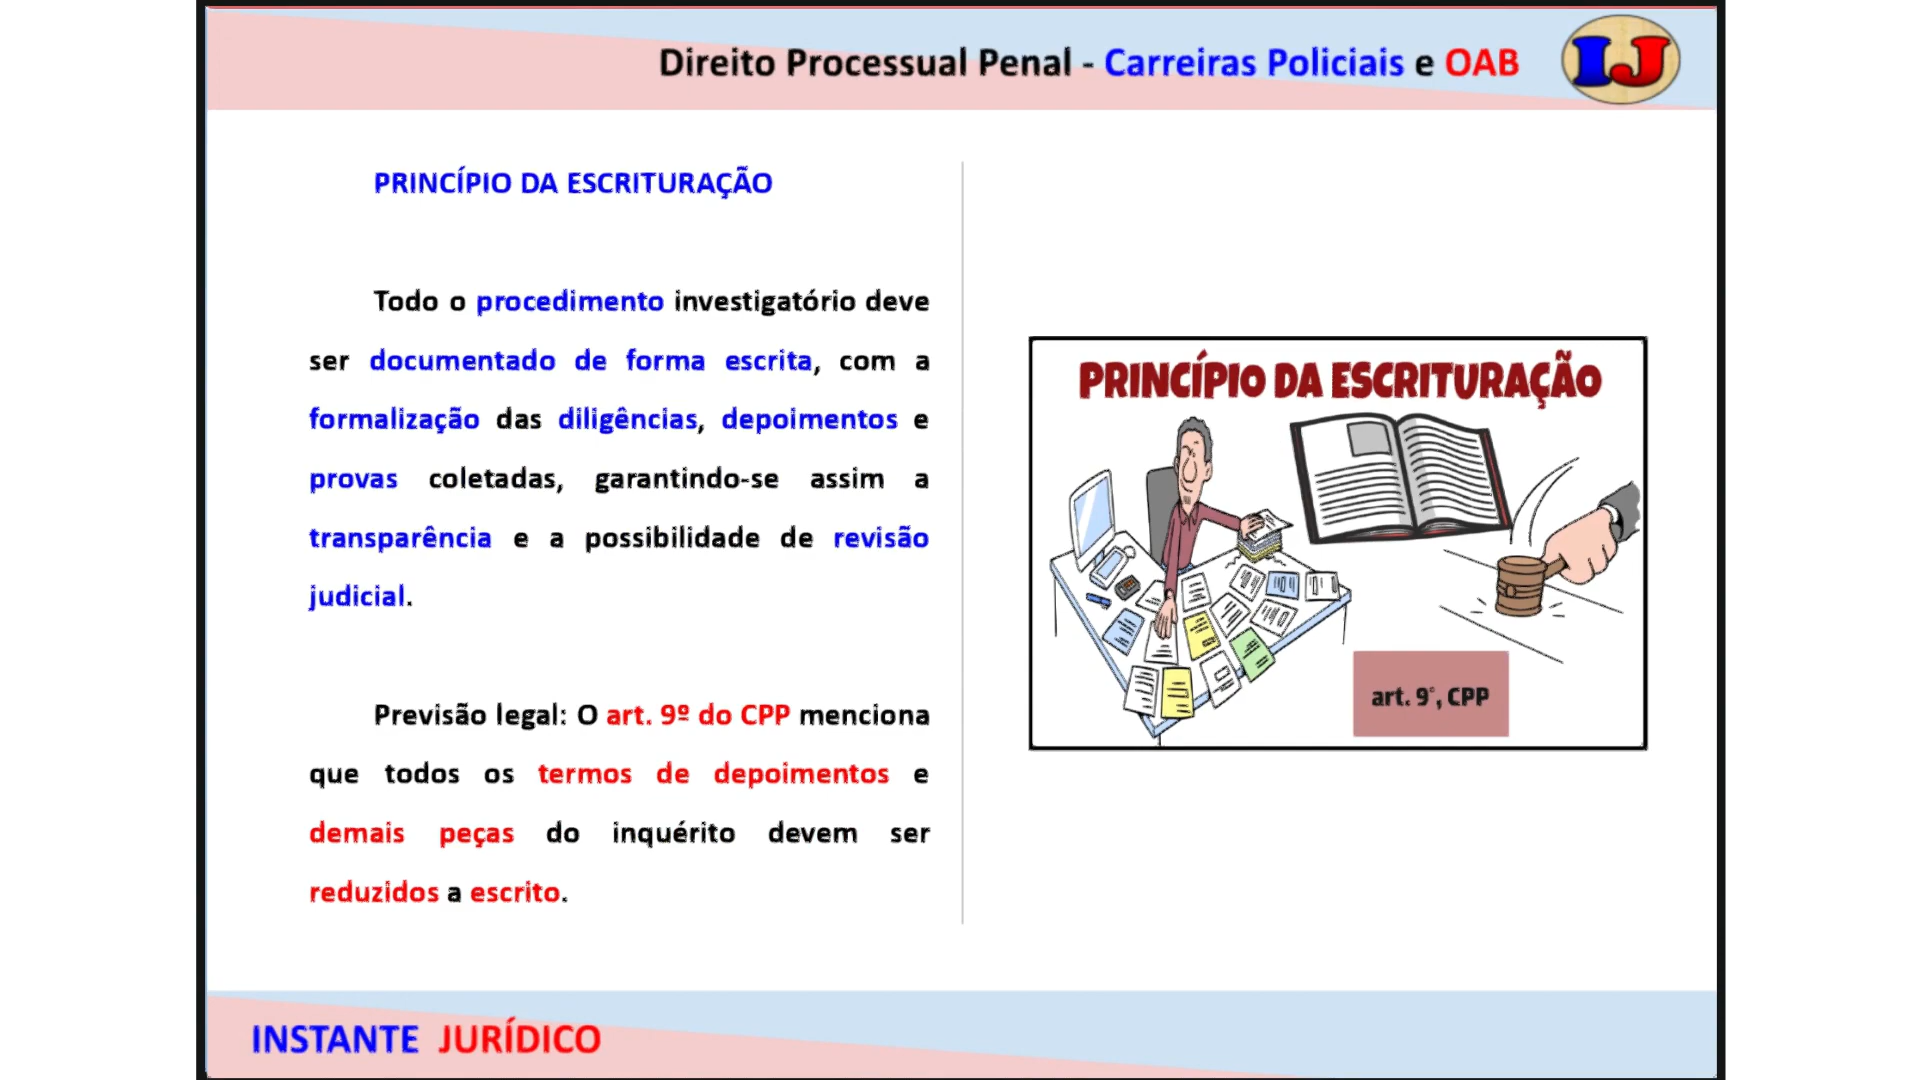 Direito Processual Penal - Carreiras Policiais e OAB
IJ
PRINCÍPIO DA ESCRITURAÇÃO
Todo o procedimento investigatório deve
ser documentado de forma escrita, com a
formalização das diligências, depoimentos e
provas coletadas, garantindo-se assim a
transparência e a possibilidade de revisão
judicial.
Previsão legal: O art. 9º do CPP menciona
que todos os termos de depoimentos e
demais peças do inquérito devem ser
reduzidos a escrito.
PRINCÍPIO DA ESCRITURAÇÃO
art. 9°, CPP
INSTANTE JURÍDICO